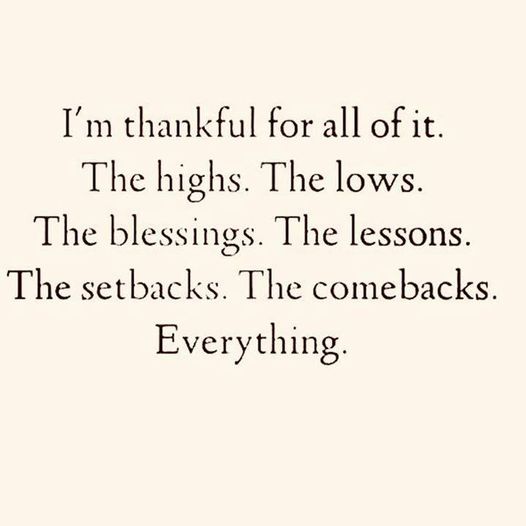 I'm thankful for all of it.
The highs. The lows.
The blessings. The lessons.
The setbacks. The comebacks.
Everything.